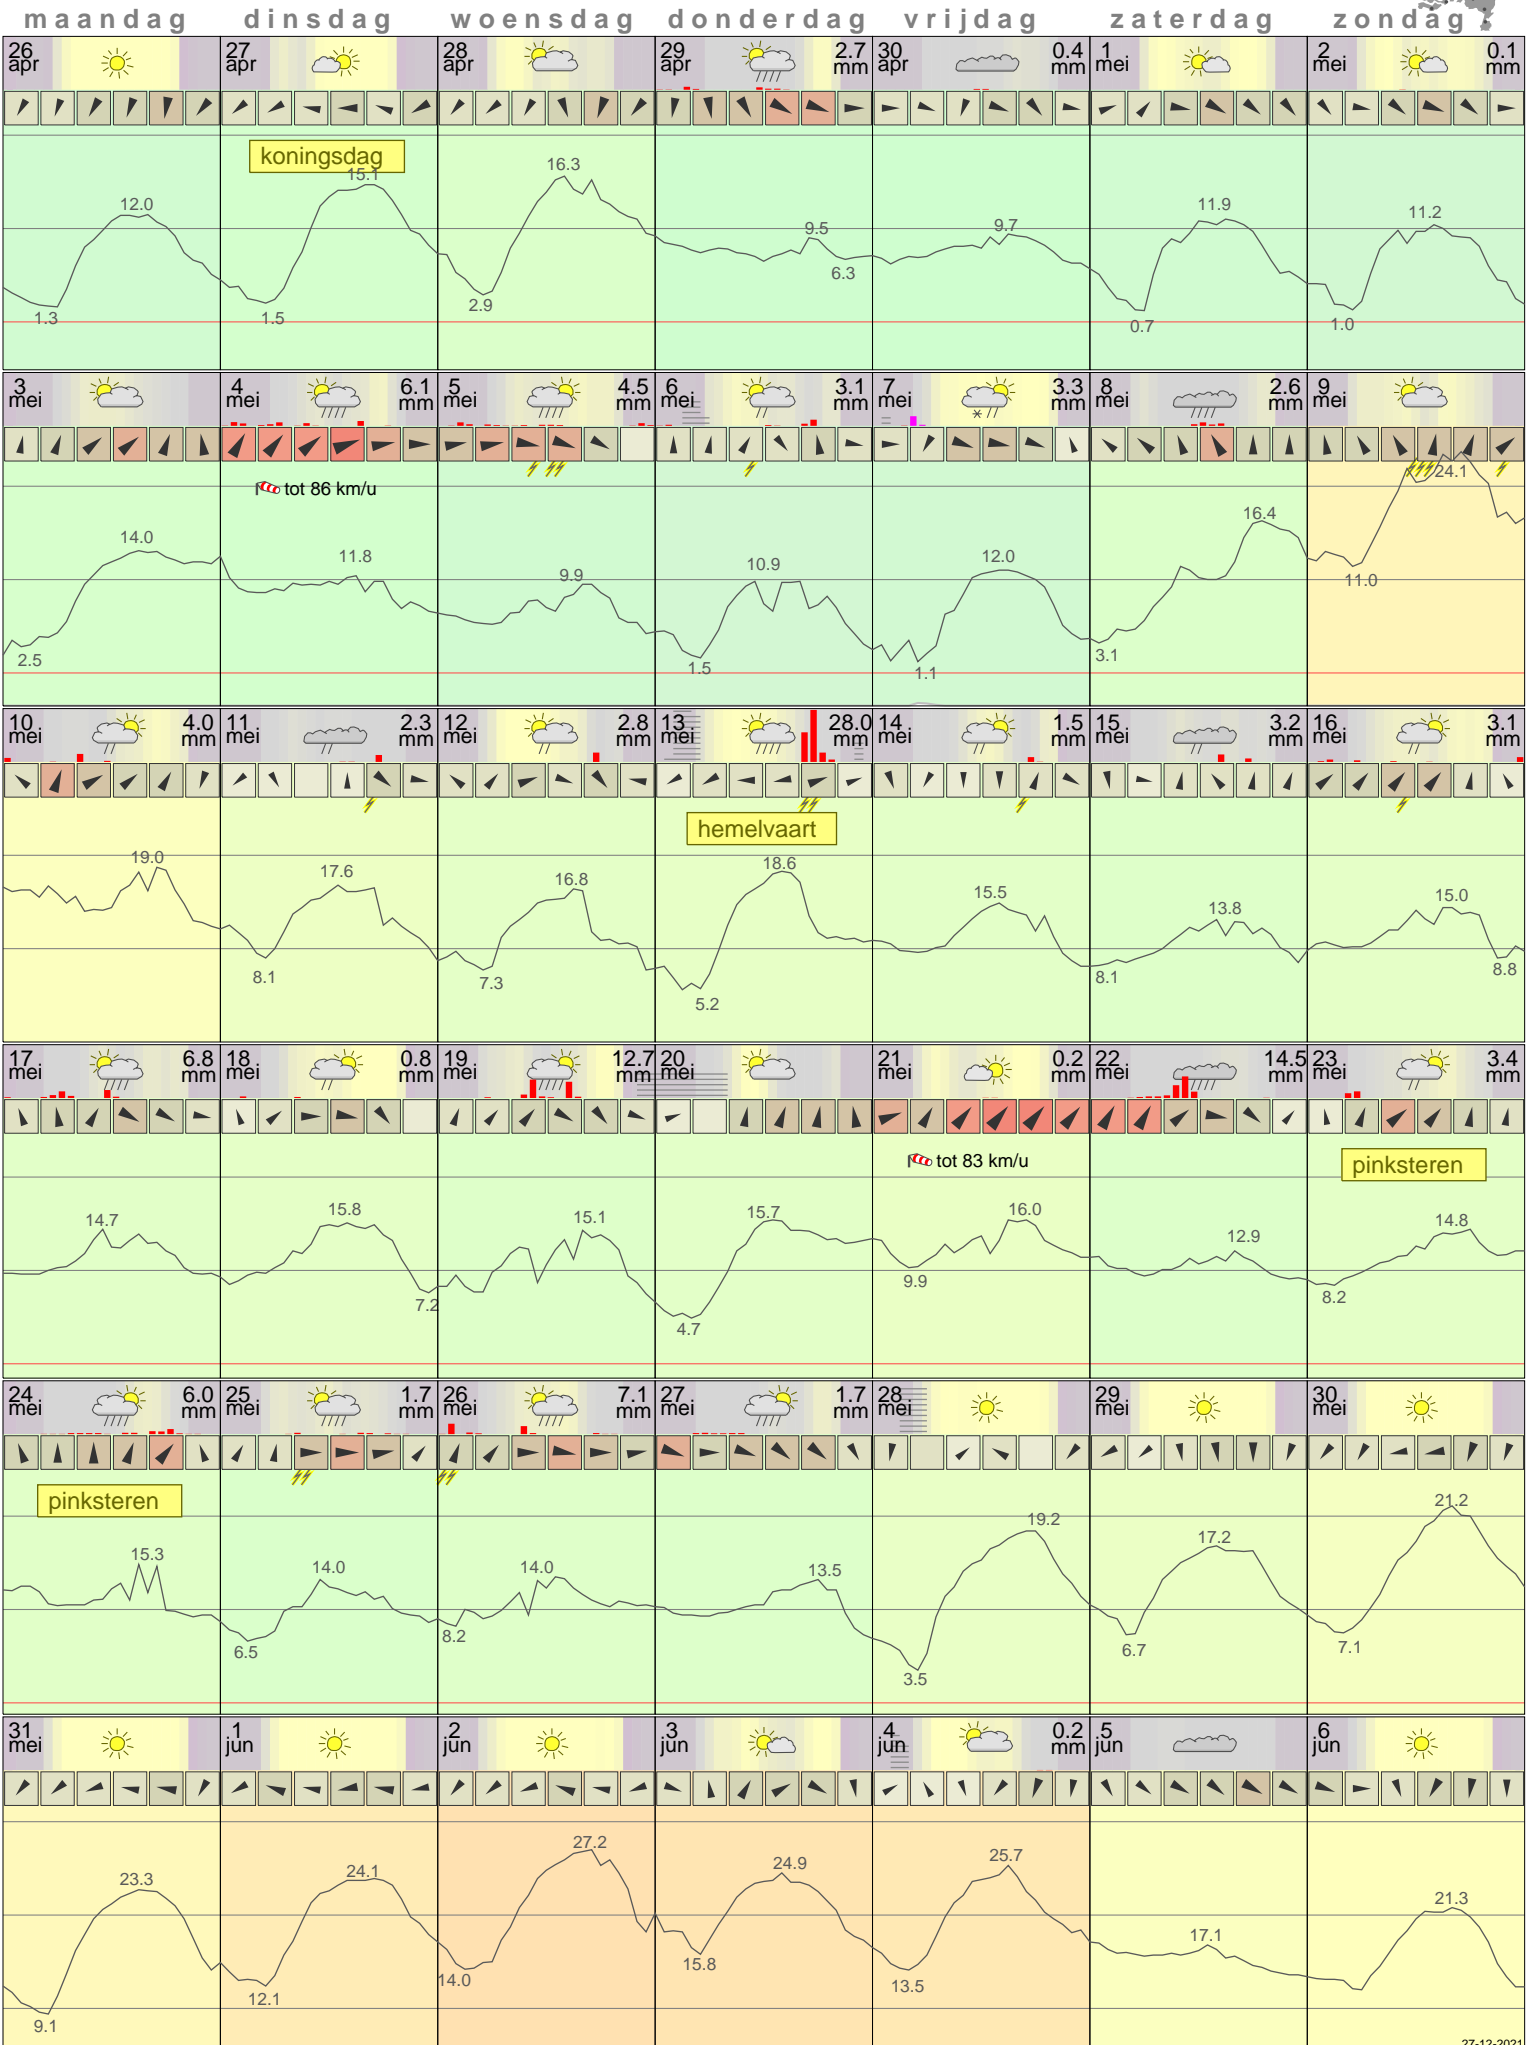 maandag dinsdag woensdag donderdag vrijdag zaterdag zondag
26 apr 27 apr 28 apr 29 apr 2.7 mm 30 apr 0.4 mm 1 mei 2 mei 0.1 mm
koningsdag
12.0 15.1 16.3 9.5 9.7 11.9 11.2
1.3 1.5 2.9 6.3 0.7 1.0
3 mei 4 mei 6.1 mm 5 mei 4.5 mm 6 mei 3.1 mm 7 mei 3.3 mm 8 mei 2.6 mm 9 mei
tot 86 km/u
14.0 11.8 9.9 10.9 12.0 16.4 24.1
2.5 1.5 1.1 3.1 11.0
10 mei 4.0 mm 11 mei 2.3 mm 12 mei 2.8 mm 13 mei 28.0 mm 14 mei 1.5 mm 15 mei 3.2 mm 16 mei 3.1 mm
hemelvaart
19.0 17.6 16.8 18.6 15.5 13.8 15.0
8.1 7.3 5.2 8.1 8.8
17 mei 6.8 mm 18 mei 0.8 mm 19 mei 12.7 mm 20 mei 21 mei 0.2 mm 22 mei 14.5 mm 23 mei 3.4 mm
tot 83 km/u pinksteren
14.7 15.8 15.1 15.7 16.0 12.9 14.8
7.2 4.7 9.9 8.2
24 mei 6.0 mm 25 mei 1.7 mm 26 mei 7.1 mm 27 mei 1.7 mm 28 mei 29 mei 30 mei
pinksteren
15.3 14.0 14.0 13.5 19.2 17.2 21.2
6.5 8.2 3.5 6.7 7.1
31 mei 1 jun 2 jun 3 jun 4 jun 0.2 mm 5 jun 6 jun
23.3 24.1 27.2 24.9 25.7 17.1 21.3
9.1 12.1 14.0 15.8 13.5
27-12-2021